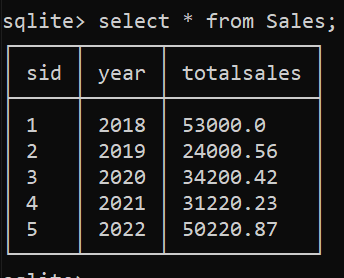 sqlite> select * from Sales;
sid year totalsales
1 2018 53000.0
2 2019 24000.56
3 2020 34200.42
4 2021 31220.23
5 2022 50220.87
sqlite>